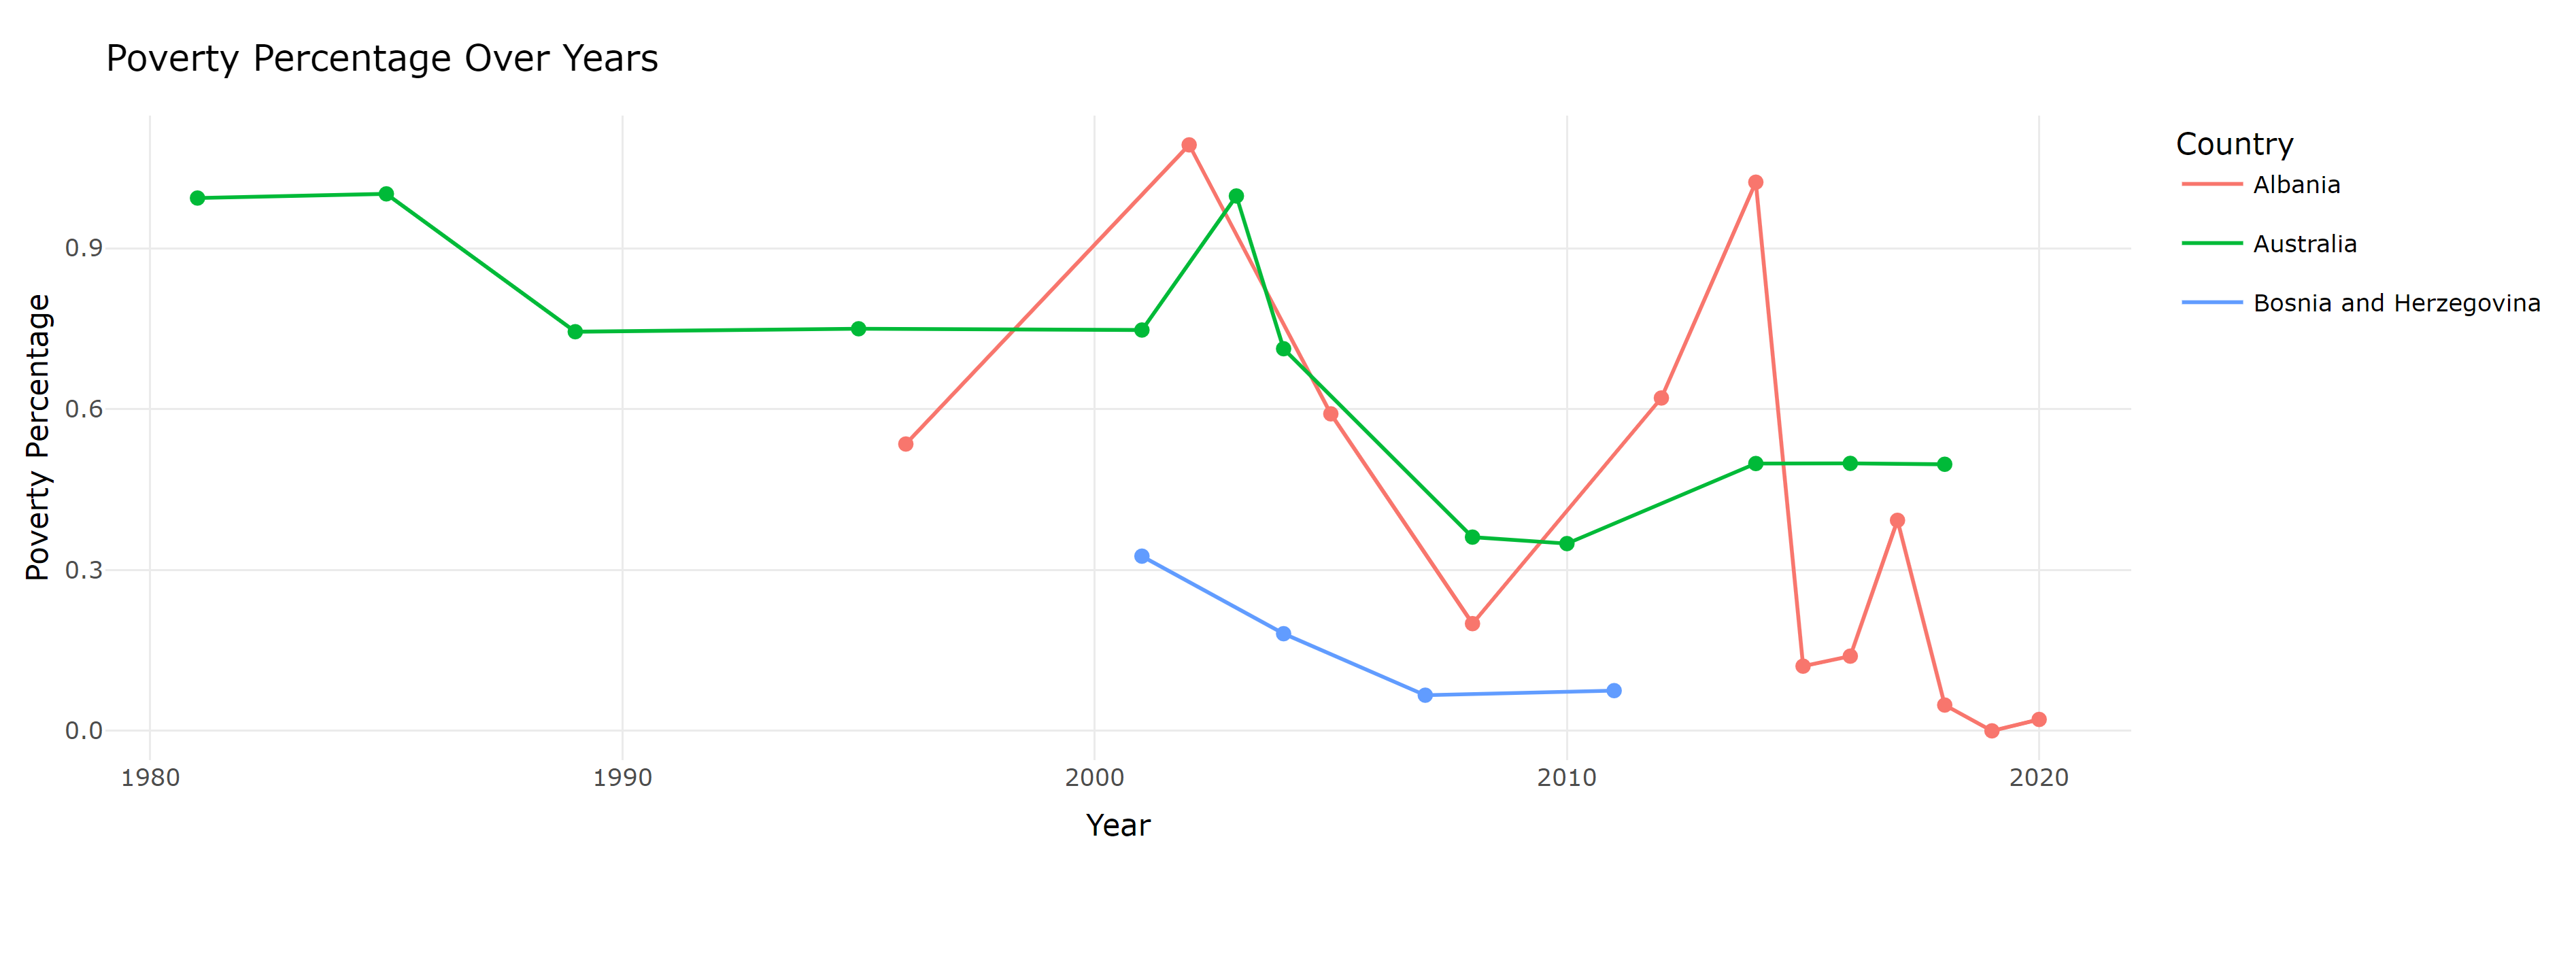 Poverty Percentage Over Years
Country
Albania
Australia
Bosnia and Herzegovina
Poverty Percentage
0.9
0.6
0.3
0.0
1980 1990 2000 2010 2020
Year